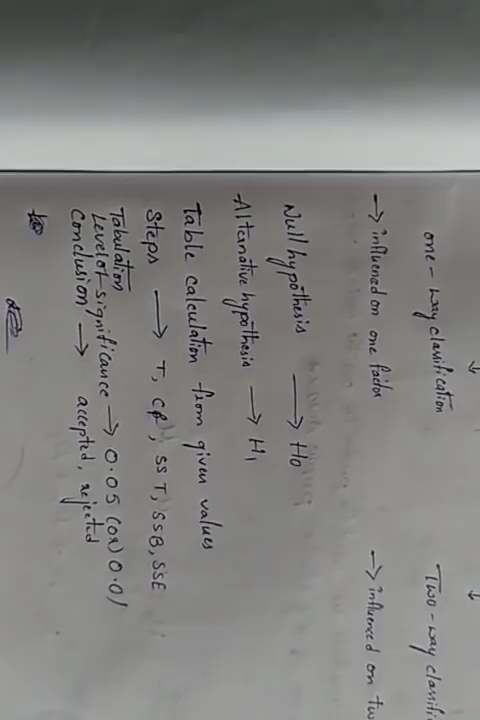 one-way classification
Two-way classifi
→ influenced on one factor
→ influenced on tw
Null hypothesis → H0
Alternative hypothesis → H1
Table calculation from given values
Steps → T, CF, SST, SSB, SSE
Tabulation
Level of significance → 0.05 (or) 0.01
Conclusion → accepted, rejected